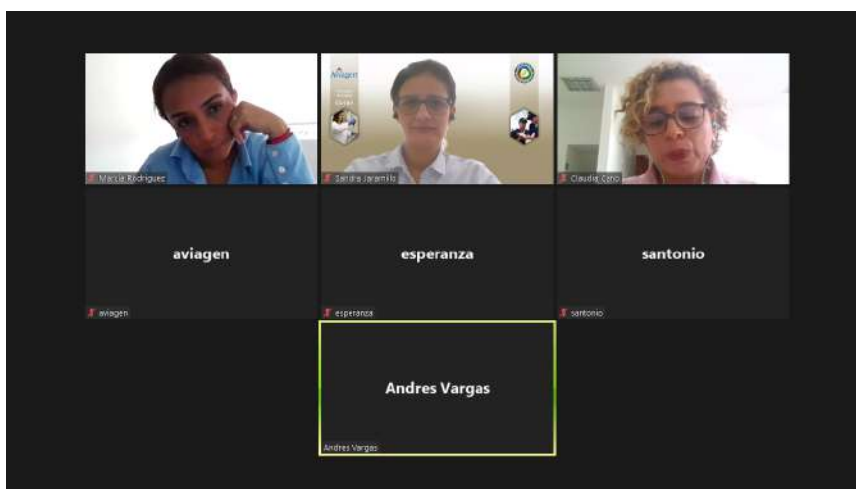 Aviagen
Marcia Rodriguez
Sandra Jaramillo
Claudia Cano
aviagen
esperanza
santonio
aviagen
esperanza
santonio
Andres Vargas
Andres Vargas